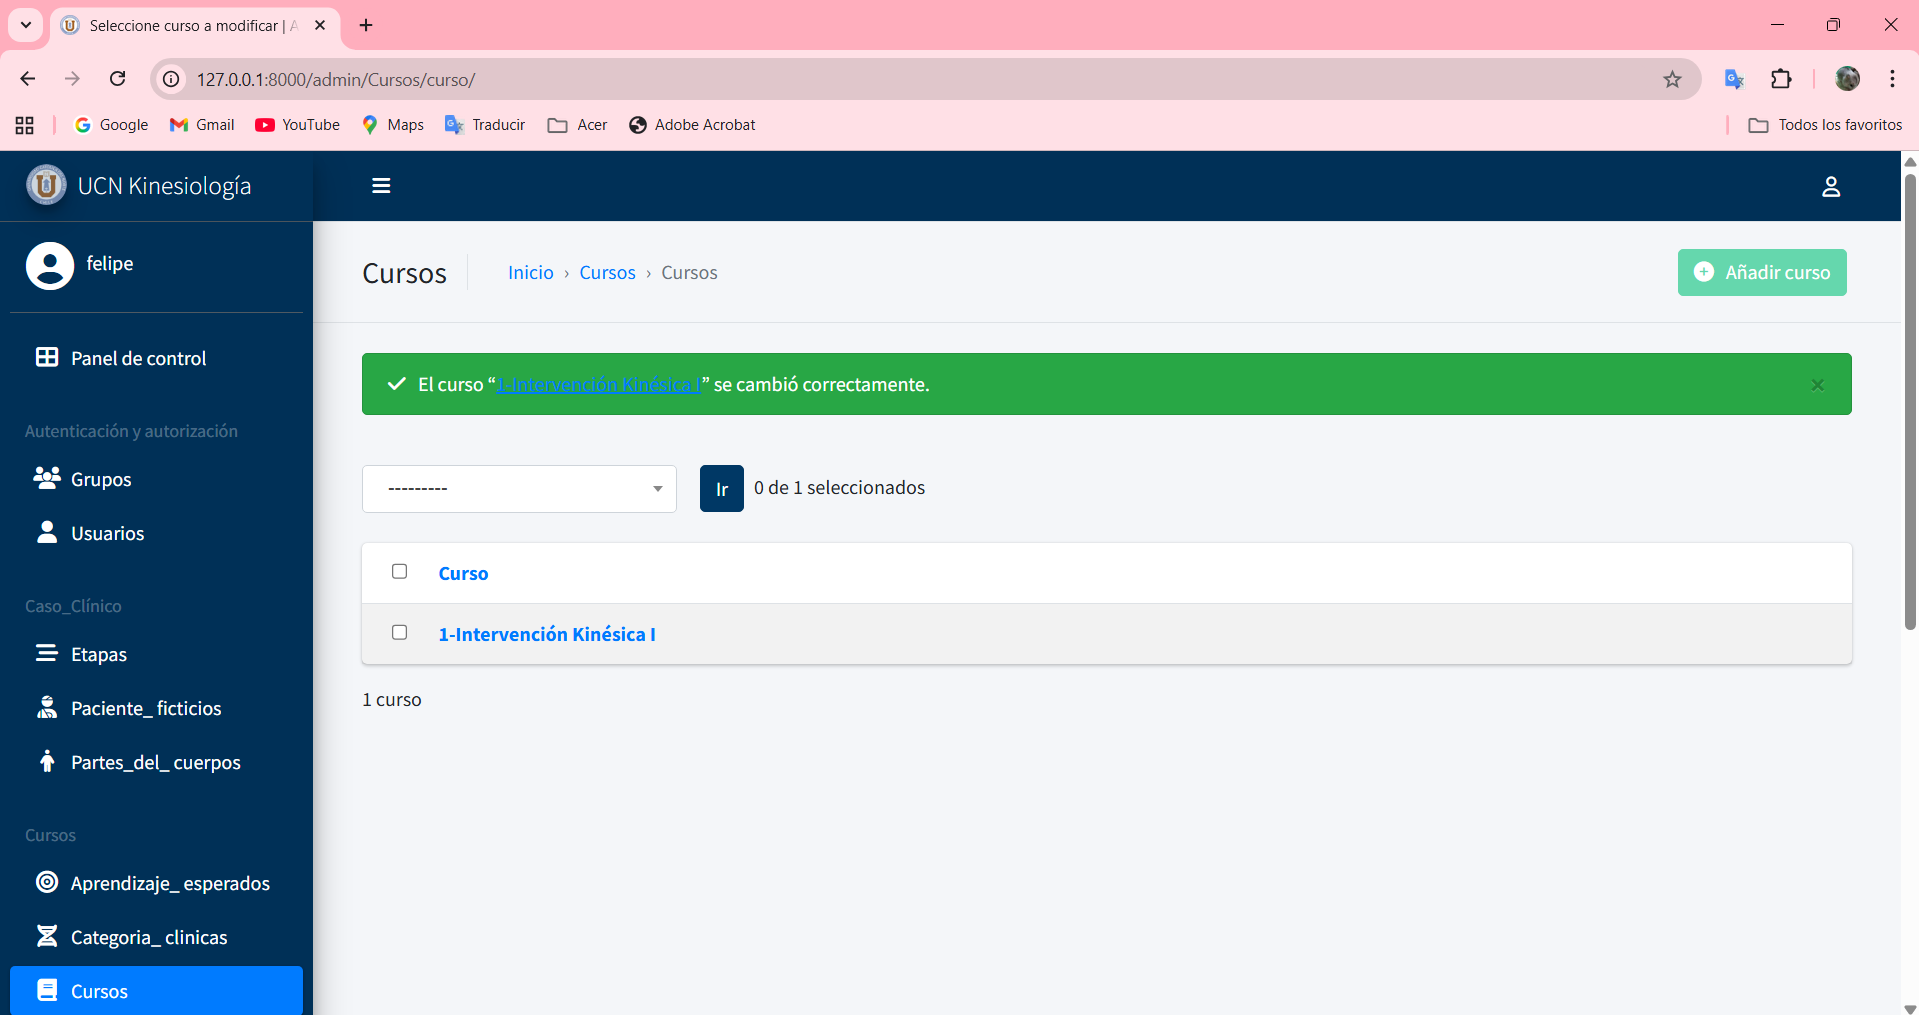 Seleccione curso a modificar | A
127.0.0.1:8000/admin/Cursos/curso/
Google
Gmail
YouTube
Maps
Traducir
Acer
Adobe Acrobat
Todos los favoritos
UCN Kinesiología
felipe
Panel de control
Autenticación y autorización
Grupos
Usuarios
Caso_Clínico
Etapas
Paciente_ ficticios
Partes_del_ cuerpos
Cursos
Aprendizaje_ esperados
Categoria_ clinicas
Cursos
Cursos
Inicio › Cursos › Cursos
Añadir curso
El curso “1-Intervención Kinésica I” se cambió correctamente.
×
---------
Ir
0 de 1 seleccionados
Curso
1-Intervención Kinésica I
1 curso